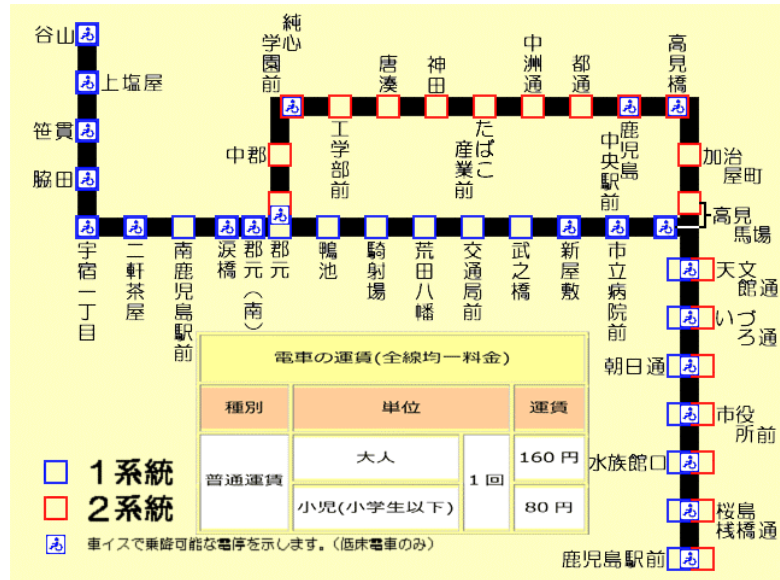 谷山
上塩屋
笹貫
脇田
宇宿一丁目
二軒茶屋
南鹿児島駅前
涙橋
郡元(南)
郡元
中郡
純心
学園前
工学部前
唐湊
神田
たばこ
産業前
中洲通
都通
鹿児島
中央駅前
高見橋
加治
屋町
高見
馬場
鴨池
騎射場
荒田八幡
交通局前
武之橋
新屋敷
市立病院前
天文
館通
いづ
ろ通
朝日通
市役
所前
水族館口
桜島
桟橋通
鹿児島駅前
電車の運賃(全線均一料金)
種別 単位 運賃
普通運賃 大人 1回 160円
小児(小学生以下) 80円
1系統
2系統
車イスで乗降可能な電停を示します。(低床電車のみ)